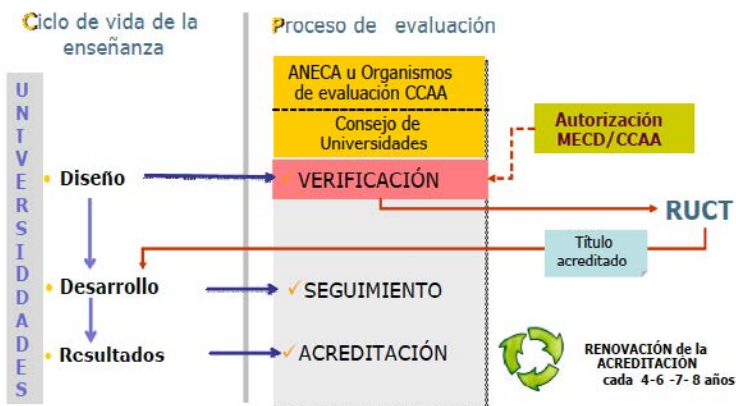 Ciclo de vida de la
enseñanza
Proceso de evaluación
UNIVERSIDDADES
ANECA u Organismos
de evaluación CCAA
Consejo de
Universidades
Autorización
MECD/CCAA
Diseño
VERIFICACIÓN
RUCT
Título
acreditado
Desarrollo
SEGUIMIENTO
Resultados
ACREDITACIÓN
RENOVACIÓN de la
ACREDITACIÓN
cada 4-6 -7- 8 años